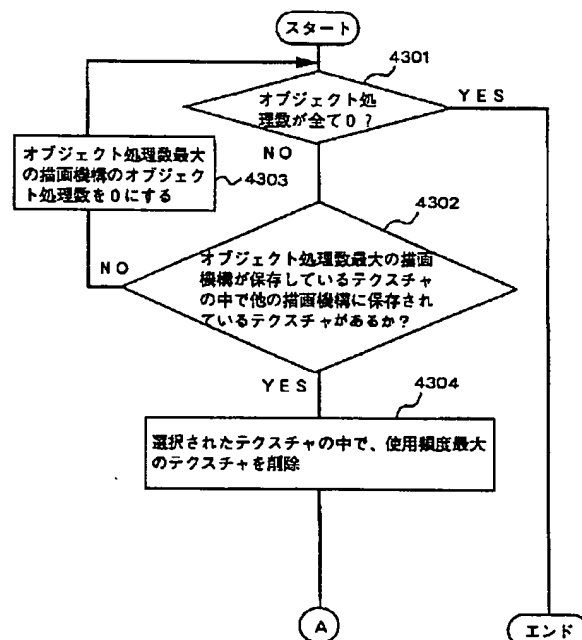 スタート
4301
オブジェクト処
理数が全て0？
YES
NO
オブジェクト処理数最大
の描画機構のオブジェク
ト処理数を0にする
4303
4302
オブジェクト処理数最大の描画
機構が保存しているテクスチャ
の中で他の描画機構に保存され
ているテクスチャがあるか？
NO
YES
4304
選択されたテクスチャの中で、使用頻度最大
のテクスチャを削除
A
エンド